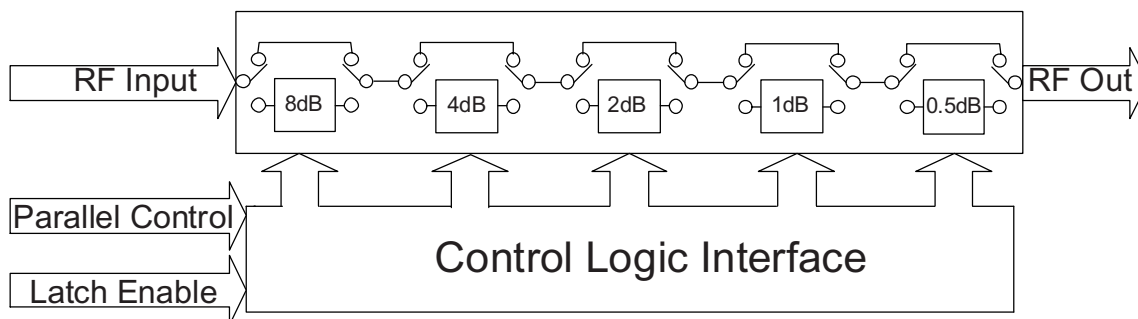 RF Input
8dB
4dB
2dB
1dB
0.5dB
RF Out
Parallel Control
Control Logic Interface
Latch Enable